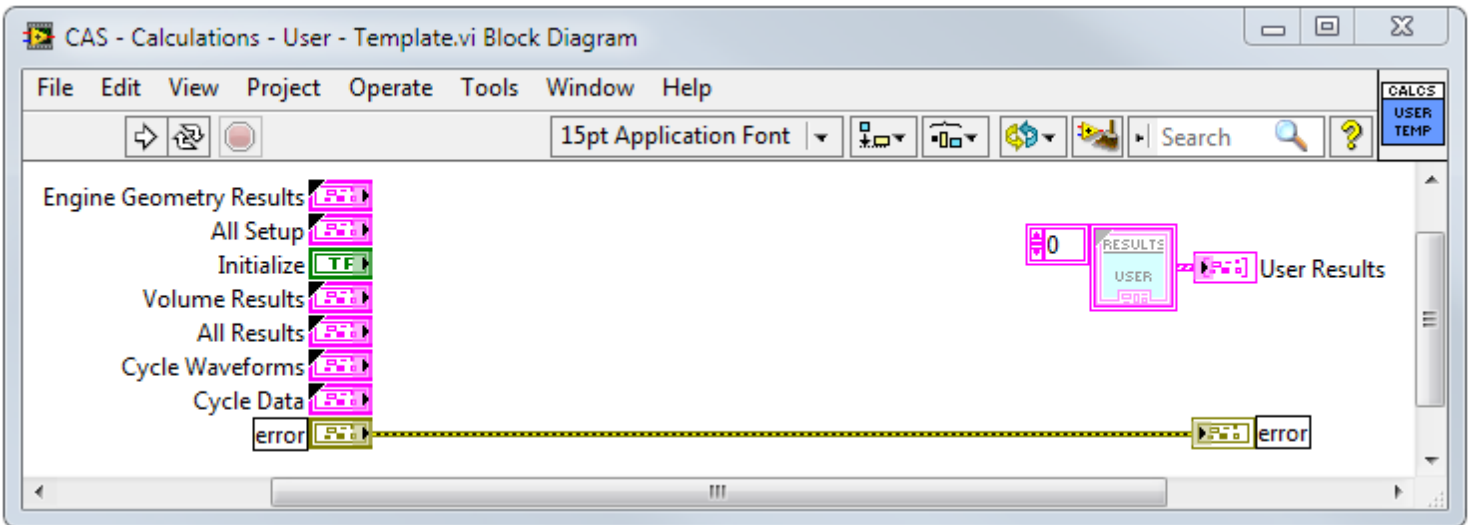 CAS - Calculations - User - Template.vi Block Diagram
File Edit View Project Operate Tools Window Help
CALCS
USER
TEMP
15pt Application Font
Search
Engine Geometry Results
All Setup
Initialize TF
Volume Results
All Results
Cycle Waveforms
Cycle Data
error
0
RESULTS
USER
User Results
error